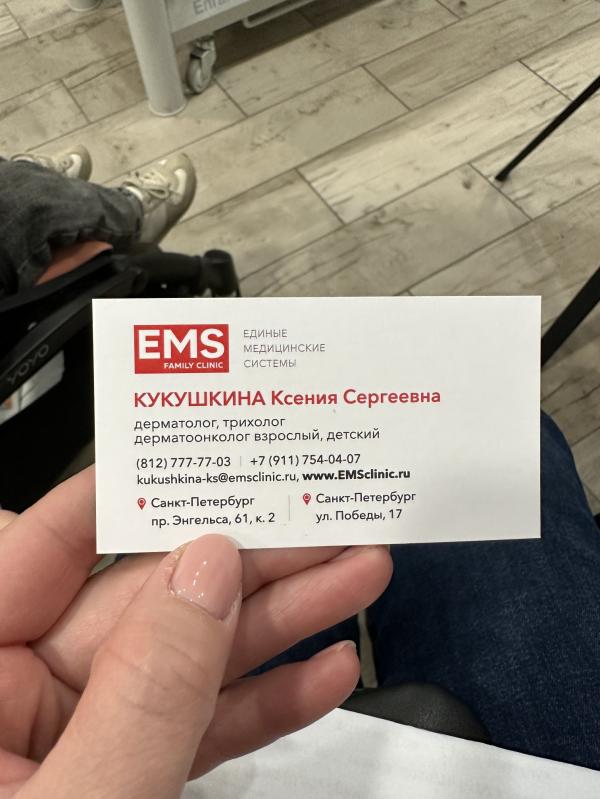 EMS
FAMILY CLINIC
ЕДИНЫЕ
МЕДИЦИНСКИЕ
СИСТЕМЫ
КУКУШКИНА Ксения Сергеевна
дерматолог, трихолог
дерматоонколог взрослый, детский
(812) 777-77-03 | +7 (911) 754-04-07
kukushkina-ks@emsclinic.ru, www.EMSclinic.ru
Санкт-Петербург
пр. Энгельса, 61, к. 2
Санкт-Петербург
ул. Победы, 17
YOYO